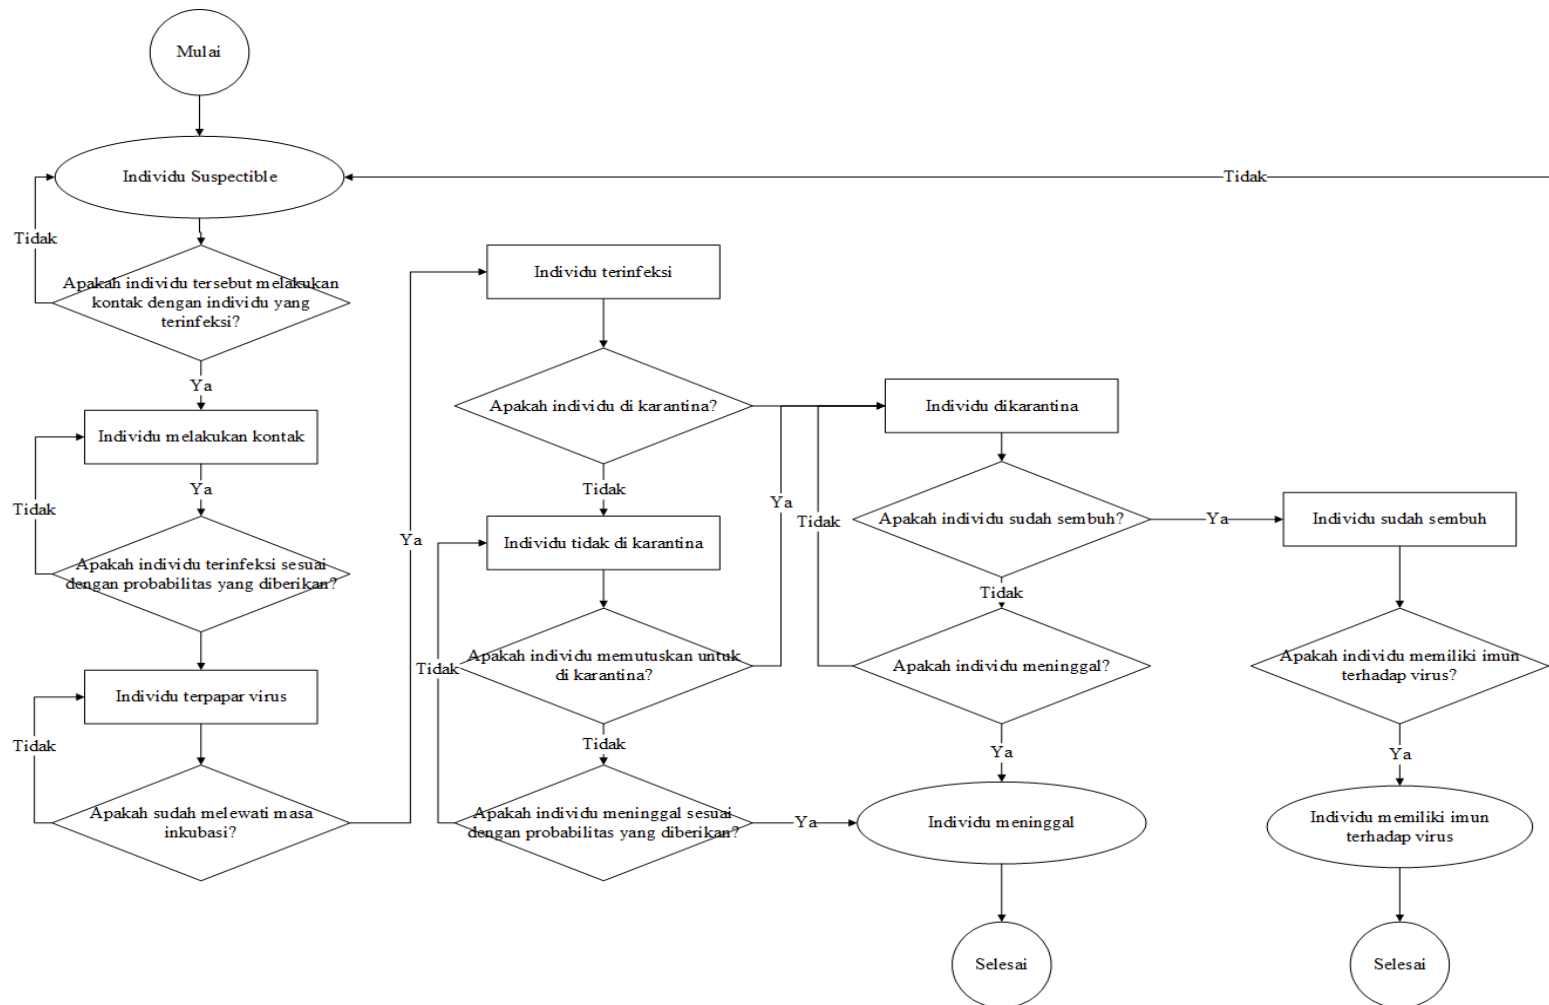 Mulai
Individu Suspectible
Tidak
Tidak
Apakah individu tersebut melakukan
kontak dengan individu yang
terinfeksi?
Ya
Individu melakukan kontak
Ya
Tidak
Apakah individu terinfeksi sesuai
dengan probabilitas yang diberikan?
Individu terpapar virus
Tidak
Apakah sudah melewati masa
inkubasi?
Ya
Individu terinfeksi
Apakah individu di karantina?
Tidak
Individu tidak di karantina
Apakah individu memutuskan untuk
di karantina?
Ya
Tidak
Tidak
Apakah individu meninggal sesuai
dengan probabilitas yang diberikan?
Ya
Individu dikarantina
Apakah individu sudah sembuh?
Tidak
Tidak
Apakah individu meninggal?
Ya
Individu meninggal
Selesai
Ya
Individu sudah sembuh
Apakah individu memiliki imun
terhadap virus?
Ya
Individu memiliki imun
terhadap virus
Selesai